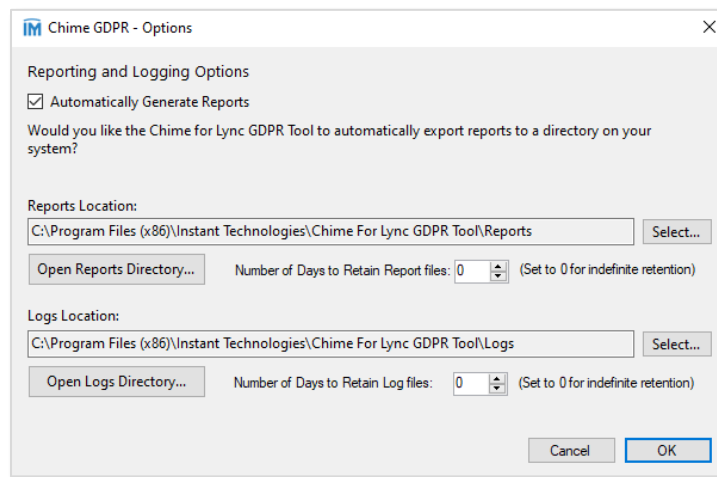 IM Chime GDPR - Options
Reporting and Logging Options
Automatically Generate Reports
Would you like the Chime for Lync GDPR Tool to automatically export reports to a directory on your
system?
Reports Location:
C:\Program Files (x86)\Instant Technologies\Chime For Lync GDPR Tool\Reports Select...
Open Reports Directory... Number of Days to Retain Report files: 0 (Set to 0 for indefinite retention)
Logs Location:
C:\Program Files (x86)\Instant Technologies\Chime For Lync GDPR Tool\Logs Select...
Open Logs Directory... Number of Days to Retain Log files: 0 (Set to 0 for indefinite retention)
Cancel OK